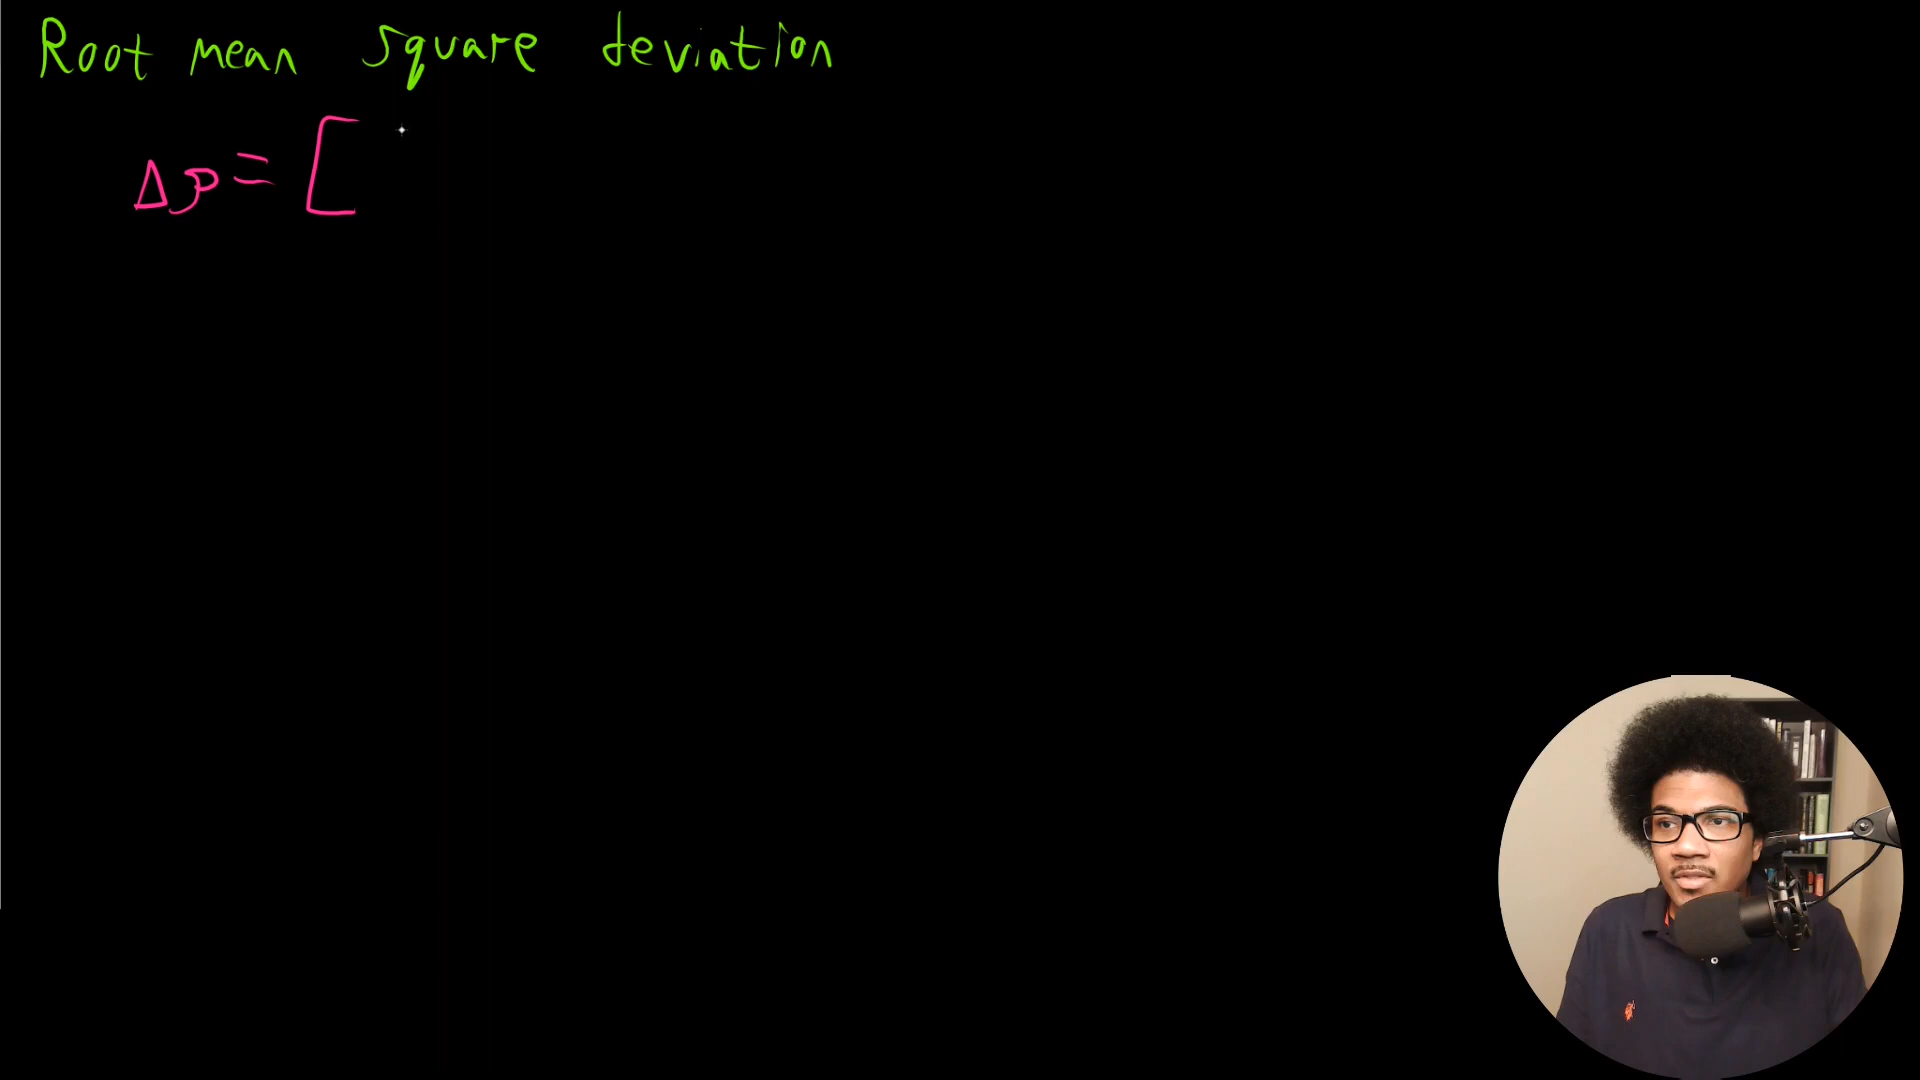 Root mean square deviation
Δp = [